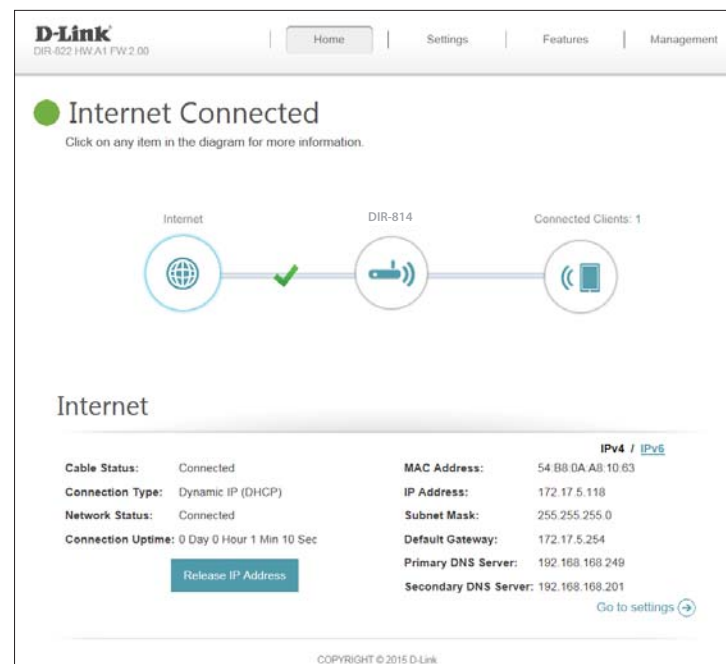 D-Link
DIR-822 HW:A1 FW:2.00
Home
Settings
Features
Management
Internet Connected
Click on any item in the diagram for more information.
Internet
DIR-814
Connected Clients: 1
Internet
IPv4 / IPv6
Cable Status: Connected
Connection Type: Dynamic IP (DHCP)
Network Status: Connected
Connection Uptime: 0 Day 0 Hour 1 Min 10 Sec
Release IP Address
MAC Address: 54:B8:0A:A8:10:63
IP Address: 172.17.5.118
Subnet Mask: 255.255.255.0
Default Gateway: 172.17.5.254
Primary DNS Server: 192.168.168.249
Secondary DNS Server: 192.168.168.201
Go to settings
COPYRIGHT © 2015 D-Link